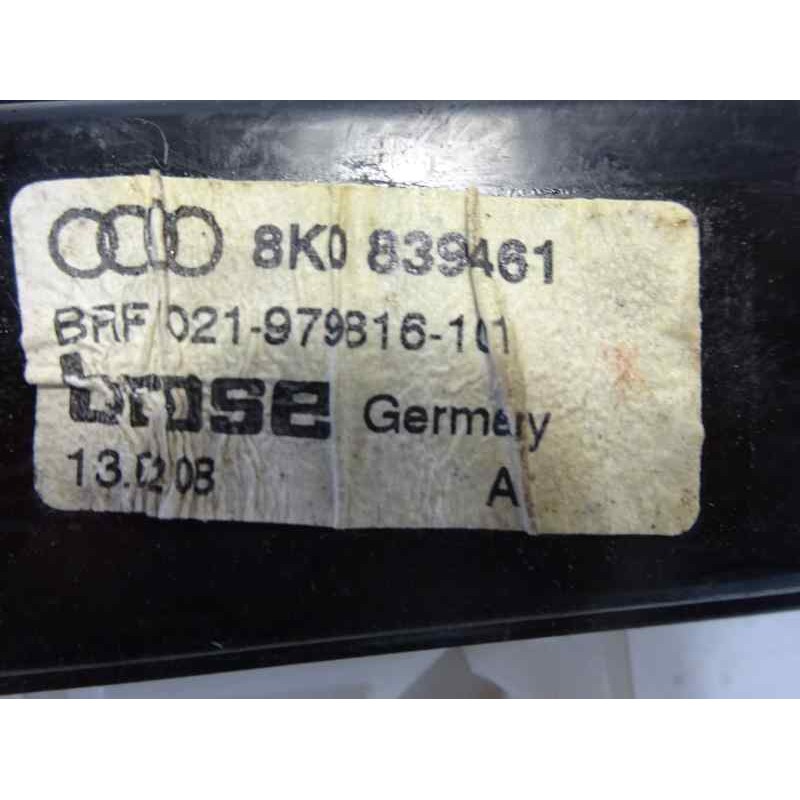 8K0 839461
BRF 021-979816-101
brose Germany
13.02.08 A